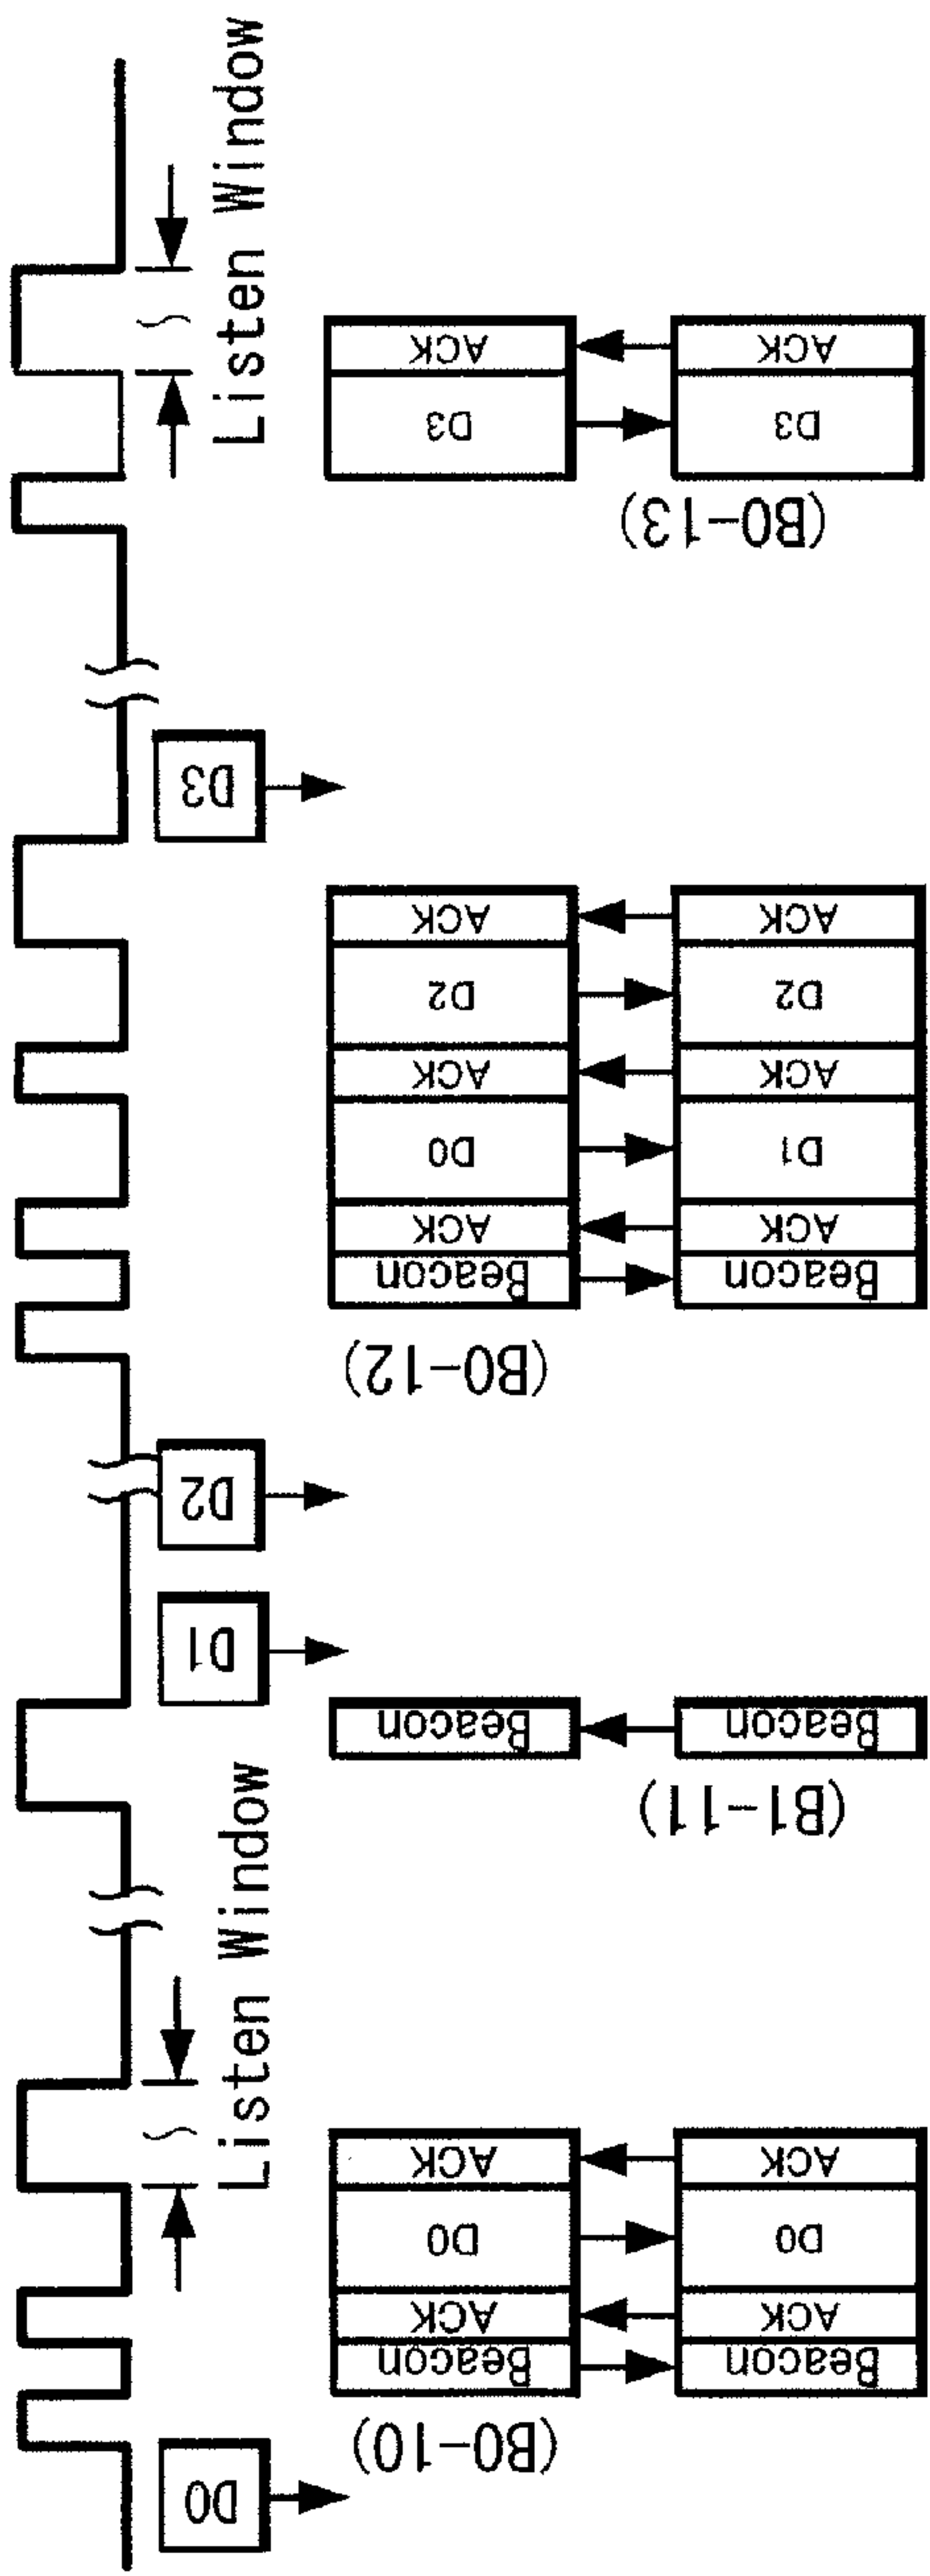 D0
(B0-10)
Beacon
ACK
D0
ACK
Beacon
ACK
D0
ACK
Listen Window
(B1-11)
Beacon
Beacon
D1
D2
(B0-12)
Beacon
ACK
D0
ACK
D2
ACK
Beacon
ACK
D1
ACK
D2
ACK
D3
(B0-13)
D3
ACK
D3
ACK
Listen Window